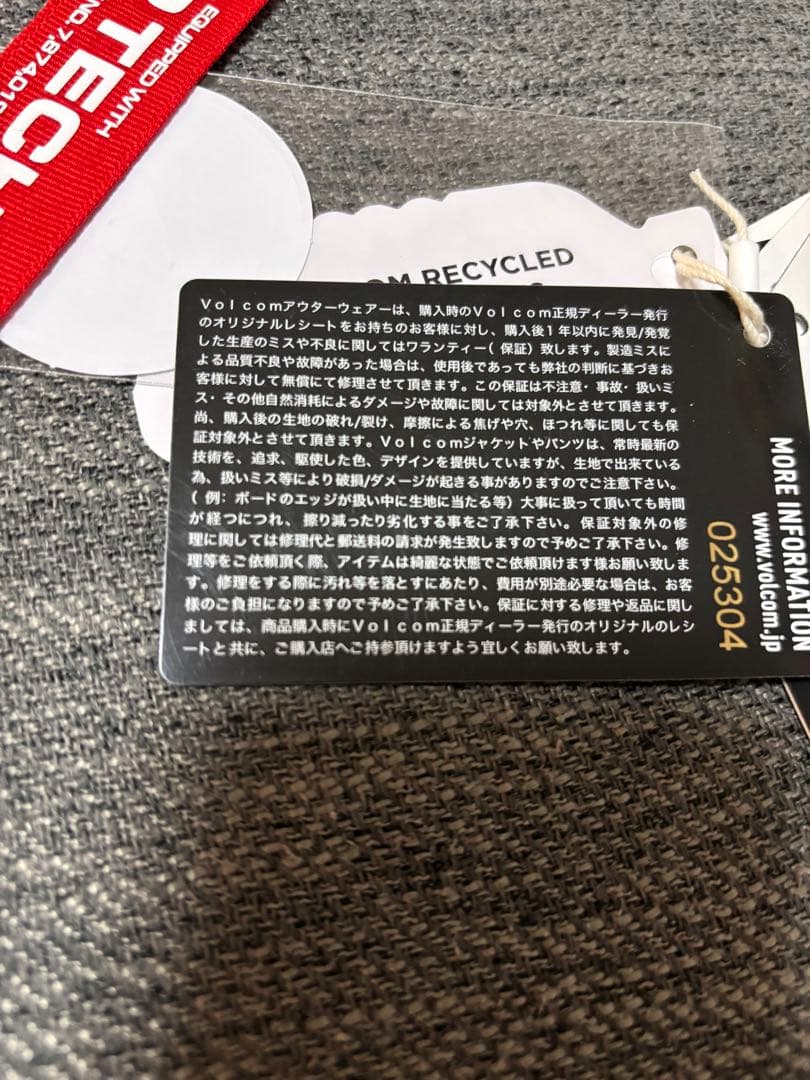 EQUIPPED WITH
TECH
NO. 7,874,01
RECYCLED
Volcomアウターウェアーは、購入時のVolcom正規ディーラー発行
のオリジナルレシートをお持ちのお客様に対し、購入後1年以内に発見/発覚
した生産のミスや不良に関してはワランティー(保証)致します。製造ミスに
よる品質不良や故障があった場合は、使用後であっても弊社の判断に基づきお
客様に対して無償にて修理させて頂きます。この保証は不注意・事故・扱いミ
ス・その他自然消耗によるダメージや故障に関しては対象外とさせて頂きます。
尚、購入後の生地の破れ/裂け、摩擦による焦げや穴、ほつれ等に関しても保
証対象外とさせて頂きます。Volcomジャケットやパンツは、常時最新の
技術を、追求、駆使した色、デザインを提供していますが、生地で出来ている
為、扱いミス等により破損/ダメージが起きる事がありますのでご注意下さい。
(例:ボードのエッジが扱い中に生地に当たる等)大事に扱って頂いても時間
が経つにつれ、擦り減ったり劣化する事をご了承下さい。保証対象外の修
理に関しては修理代と郵送料の請求が発生致しますので予めご了承下さい。修
理等をご依頼頂く際、アイテムは綺麗な状態でご依頼頂けます様お願い致しま
す。修理をする際に汚れ等を落とすにあたり、費用が別途必要な場合は、お客
様のご負担になりますので予めご了承下さい。保証に対する修理や返品に関し
ましては、商品購入時にVolcom正規ディーラー発行のオリジナルのレシ
ートと共に、ご購入店へご持参頂けますよう宜しくお願い致します。
MORE INFORMATION
www.volcom.jp
025304